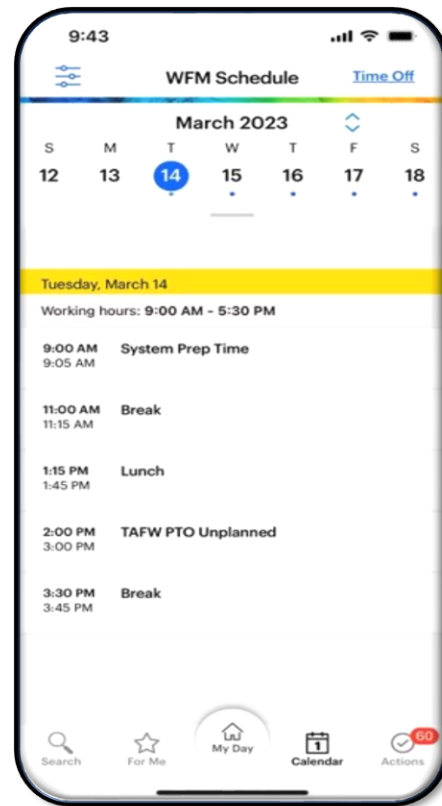 9:43
WFM Schedule Time Off
March 2023
S M T W T F S
12 13 14 15 16 17 18
Tuesday, March 14
Working hours: 9:00 AM - 5:30 PM
9:00 AM System Prep Time
9:05 AM
11:00 AM Break
11:15 AM
1:15 PM Lunch
1:45 PM
2:00 PM TAFW PTO Unplanned
3:00 PM
3:30 PM Break
3:45 PM
1 60
Search For Me My Day Calendar Actions